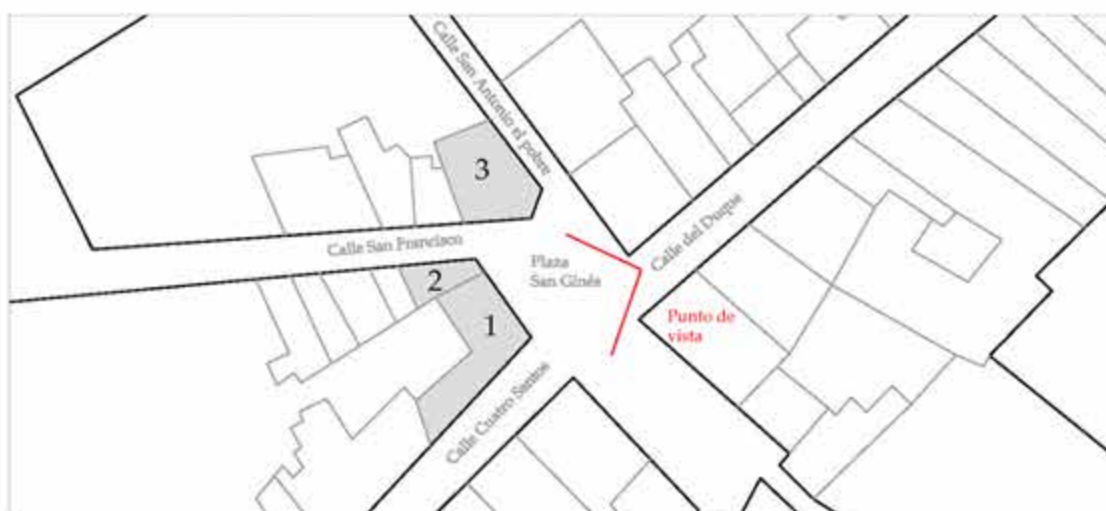 Calle San Antonio el pobre
3
Calle San Francisco
Plaza
San Ginés
Calle del Duque
2
1
Punto de
vista
Calle Cuatro Santos